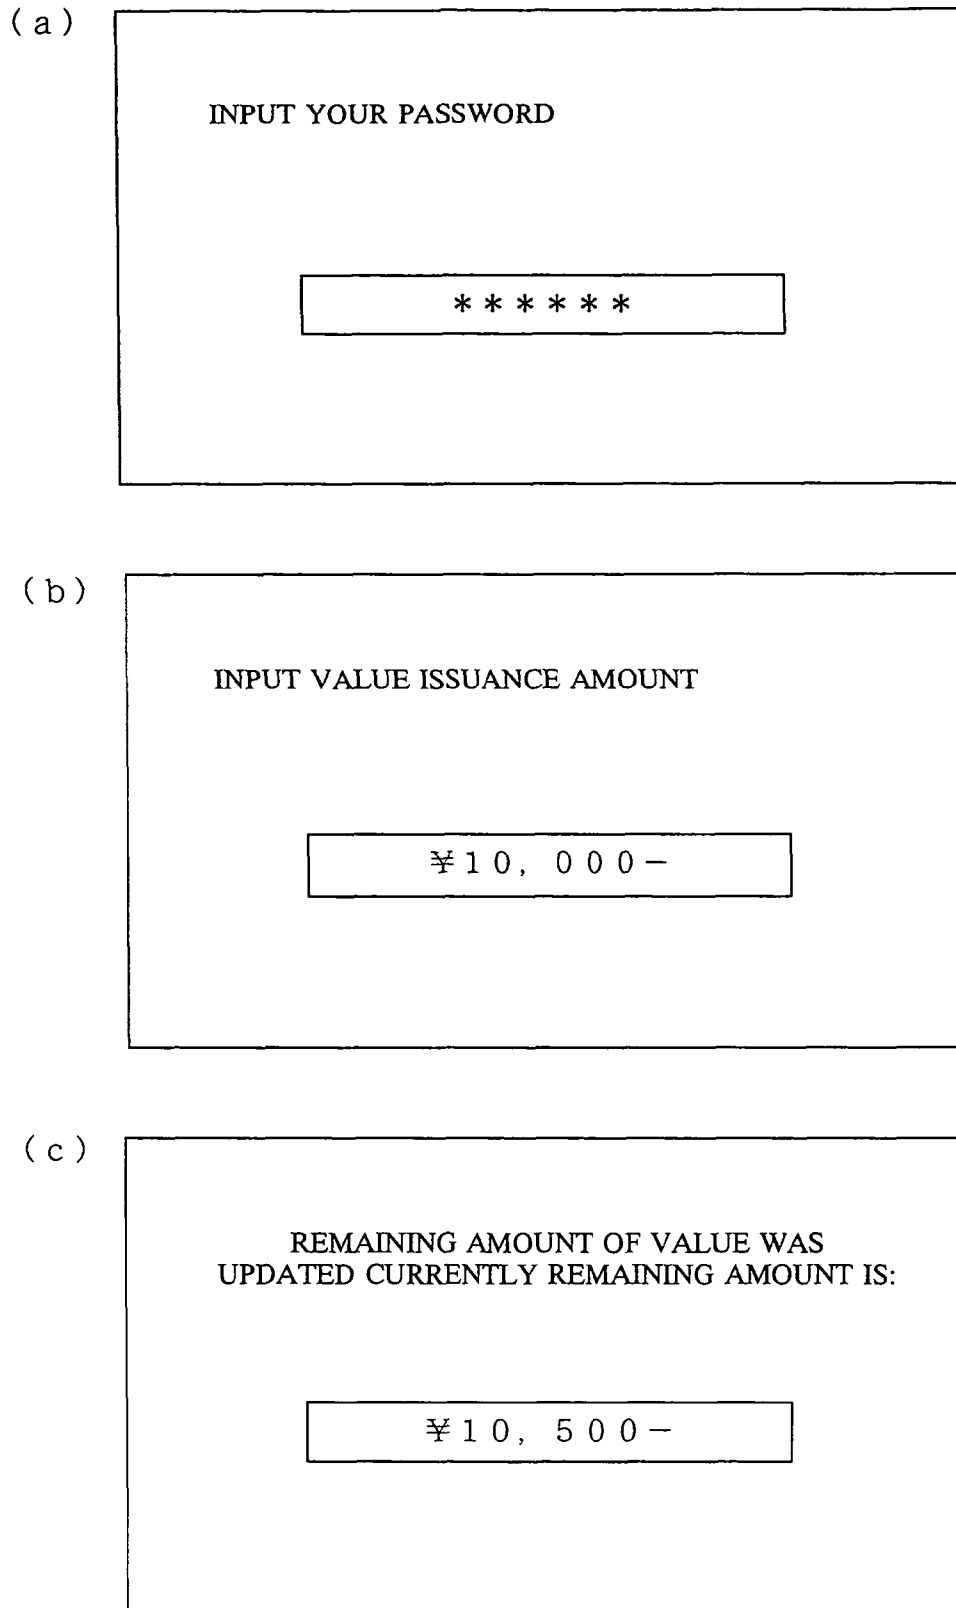 (a)
INPUT YOUR PASSWORD
******
(b)
INPUT VALUE ISSUANCE AMOUNT
¥10,000−
(c)
REMAINING AMOUNT OF VALUE WAS
UPDATED CURRENTLY REMAINING AMOUNT IS:
¥10,500−